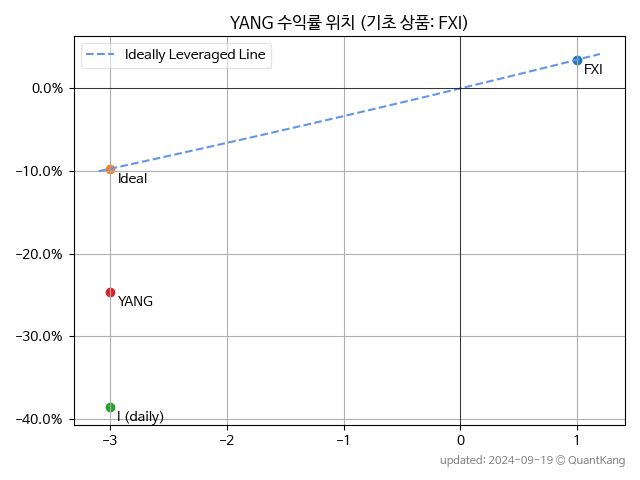 YANG 수익률 위치 (기초 상품: FXI)
Ideally Leveraged Line
0.0%
−10.0%
−20.0%
−30.0%
−40.0%
FXI
Ideal
YANG
I (daily)
−3
−2
−1
0
1
updated: 2024-09-19 © QuantKang